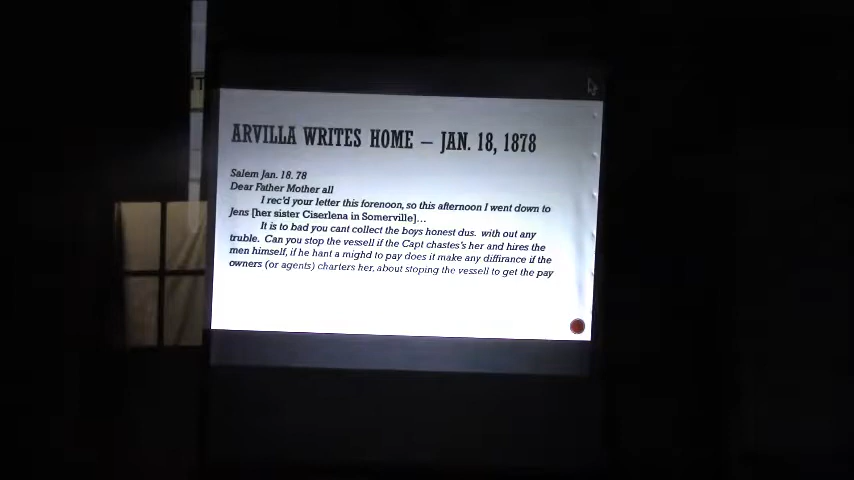 ARVILLA WRITES HOME – JAN. 18, 1878
Salem Jan. 18. 78
Dear Father Mother all
I rec'd your letter this forenoon, so this afternoon I went down to
Jens [her sister Ciserlena in Somerville]...
It is to bad you cant collect the boys honest dus. with out any
truble. Can you stop the vessell if the Capt chastes's her and hires the
men himself, if he hant a mighd to pay does it make any diffirance if the
owners (or agents) charters her, about stoping the vessell to get the pay